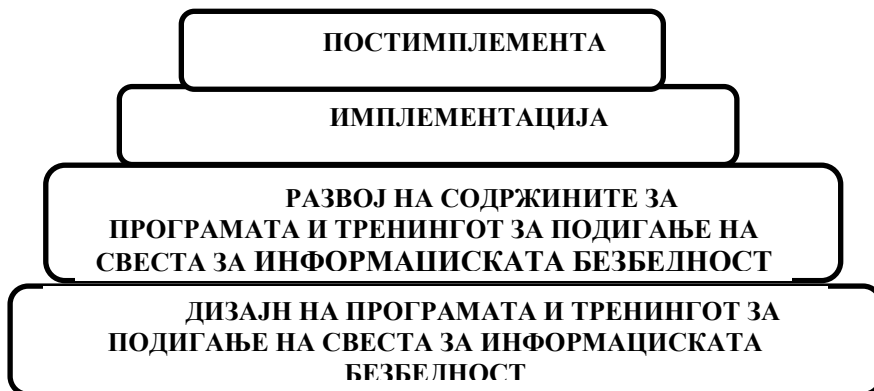 ПОСТИМПЛЕМЕНТА
ИМПЛЕМЕНТАЦИЈА
РАЗВОЈ НА СОДРЖИНИТЕ ЗА
ПРОГРАМАТА И ТРЕНИНГОТ ЗА ПОДИГАЊЕ НА
СВЕСТА ЗА ИНФОРМАЦИСКАТА БЕЗБЕДНОСТ
ДИЗАЈН НА ПРОГРАМАТА И ТРЕНИНГОТ ЗА
ПОДИГАЊЕ НА СВЕСТА ЗА ИНФОРМАЦИСКАТА
БЕЗБЕДНОСТ